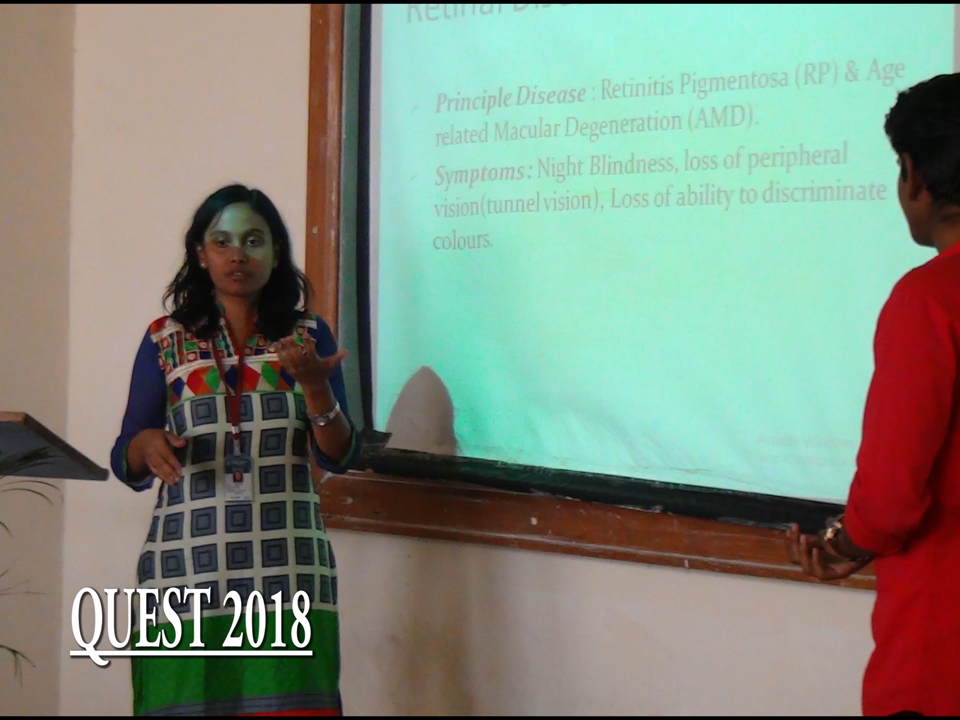 Retinal
Principle Disease : Retinitis Pigmentosa (RP) & Age
related Macular Degeneration (AMD).
Symptoms : Night Blindness, loss of peripheral
vision(tunnel vision), Loss of ability to discriminate
colours.
QUEST 2018